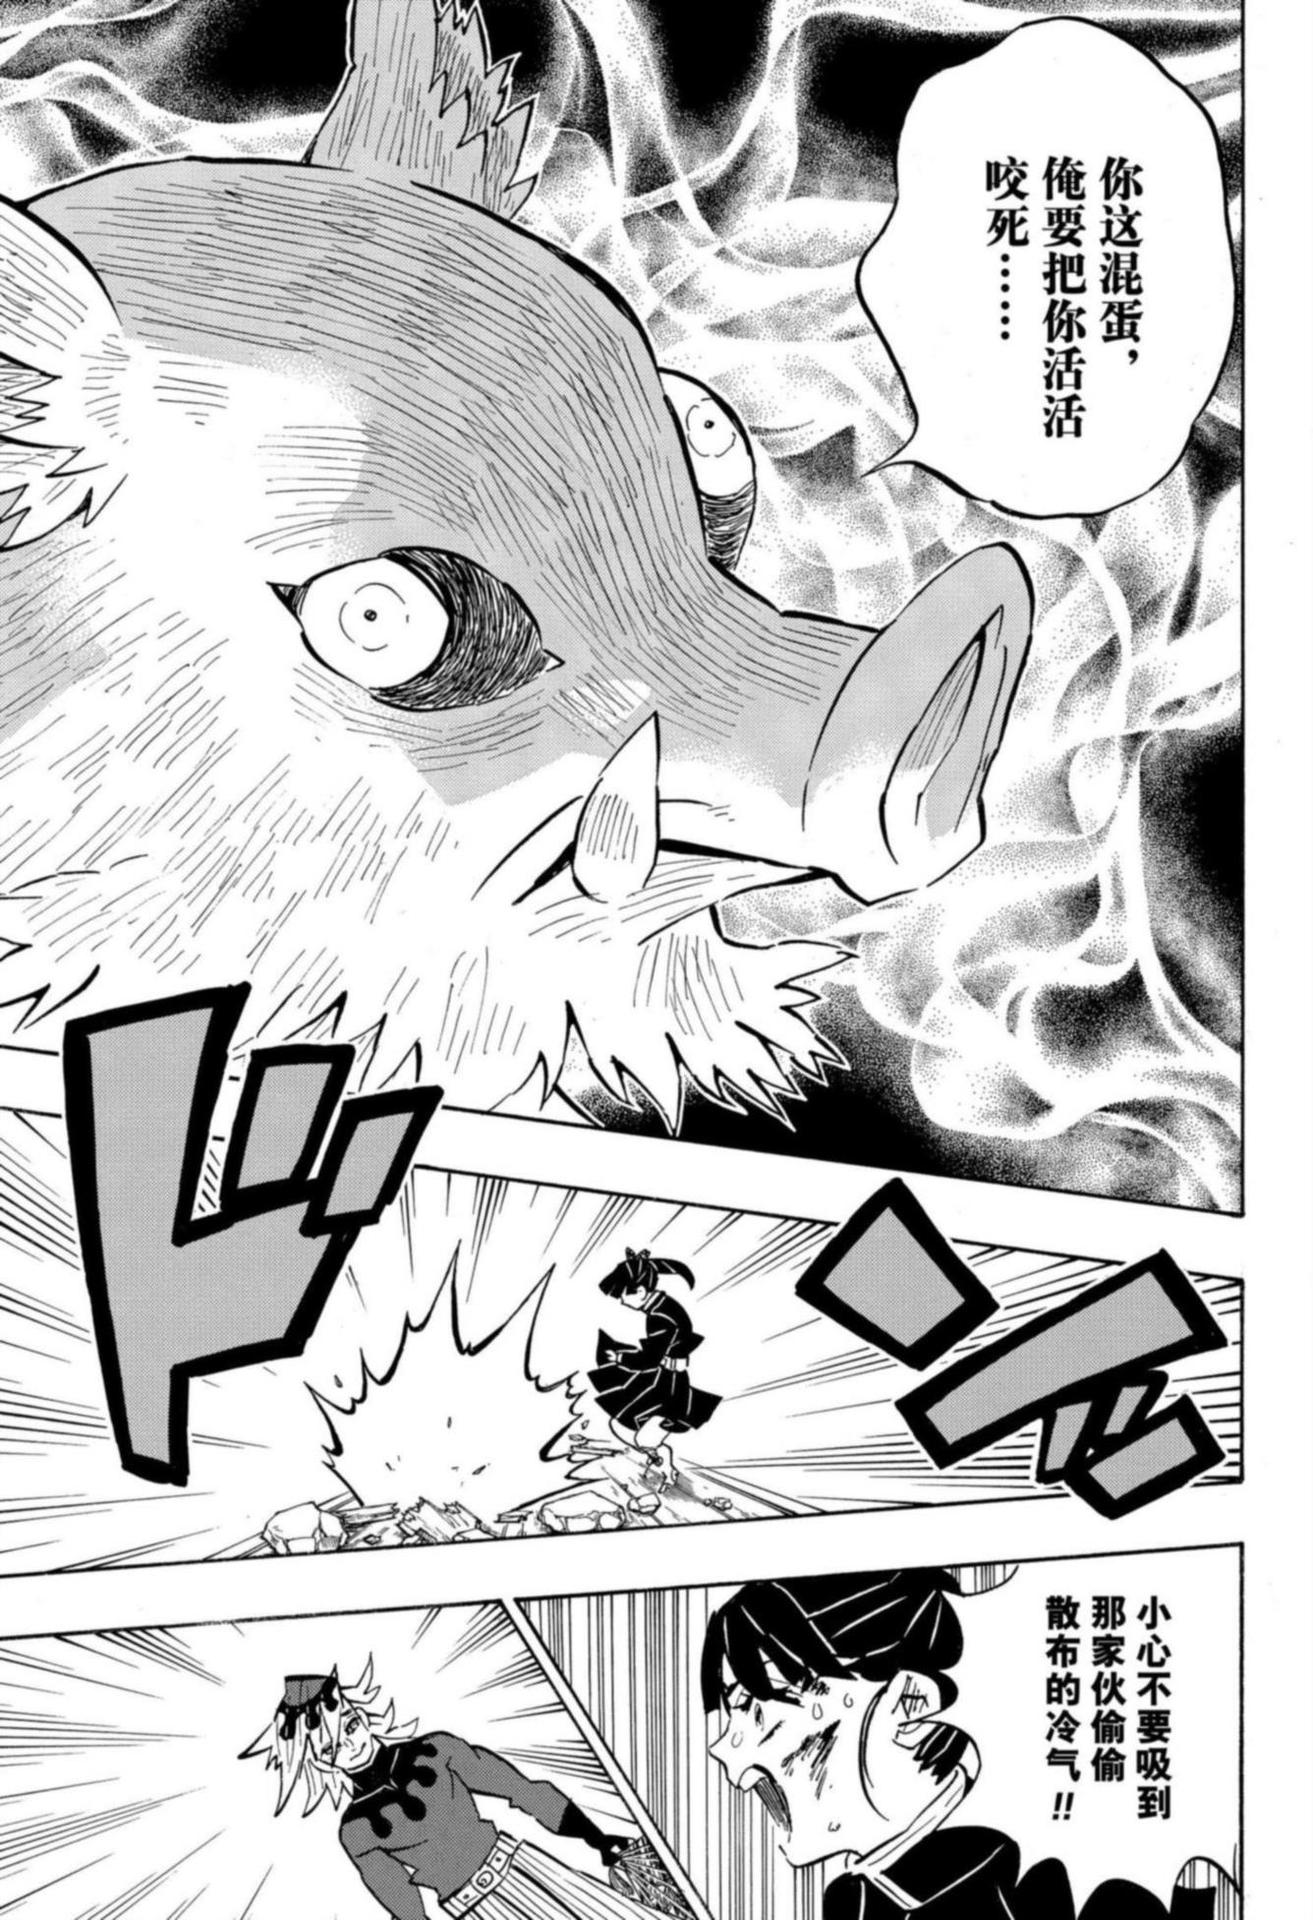 你这混蛋，
俺要把你活活
咬死……
ドンッ
小心不要吸到
那家伙偷偷
散布的冷气!!